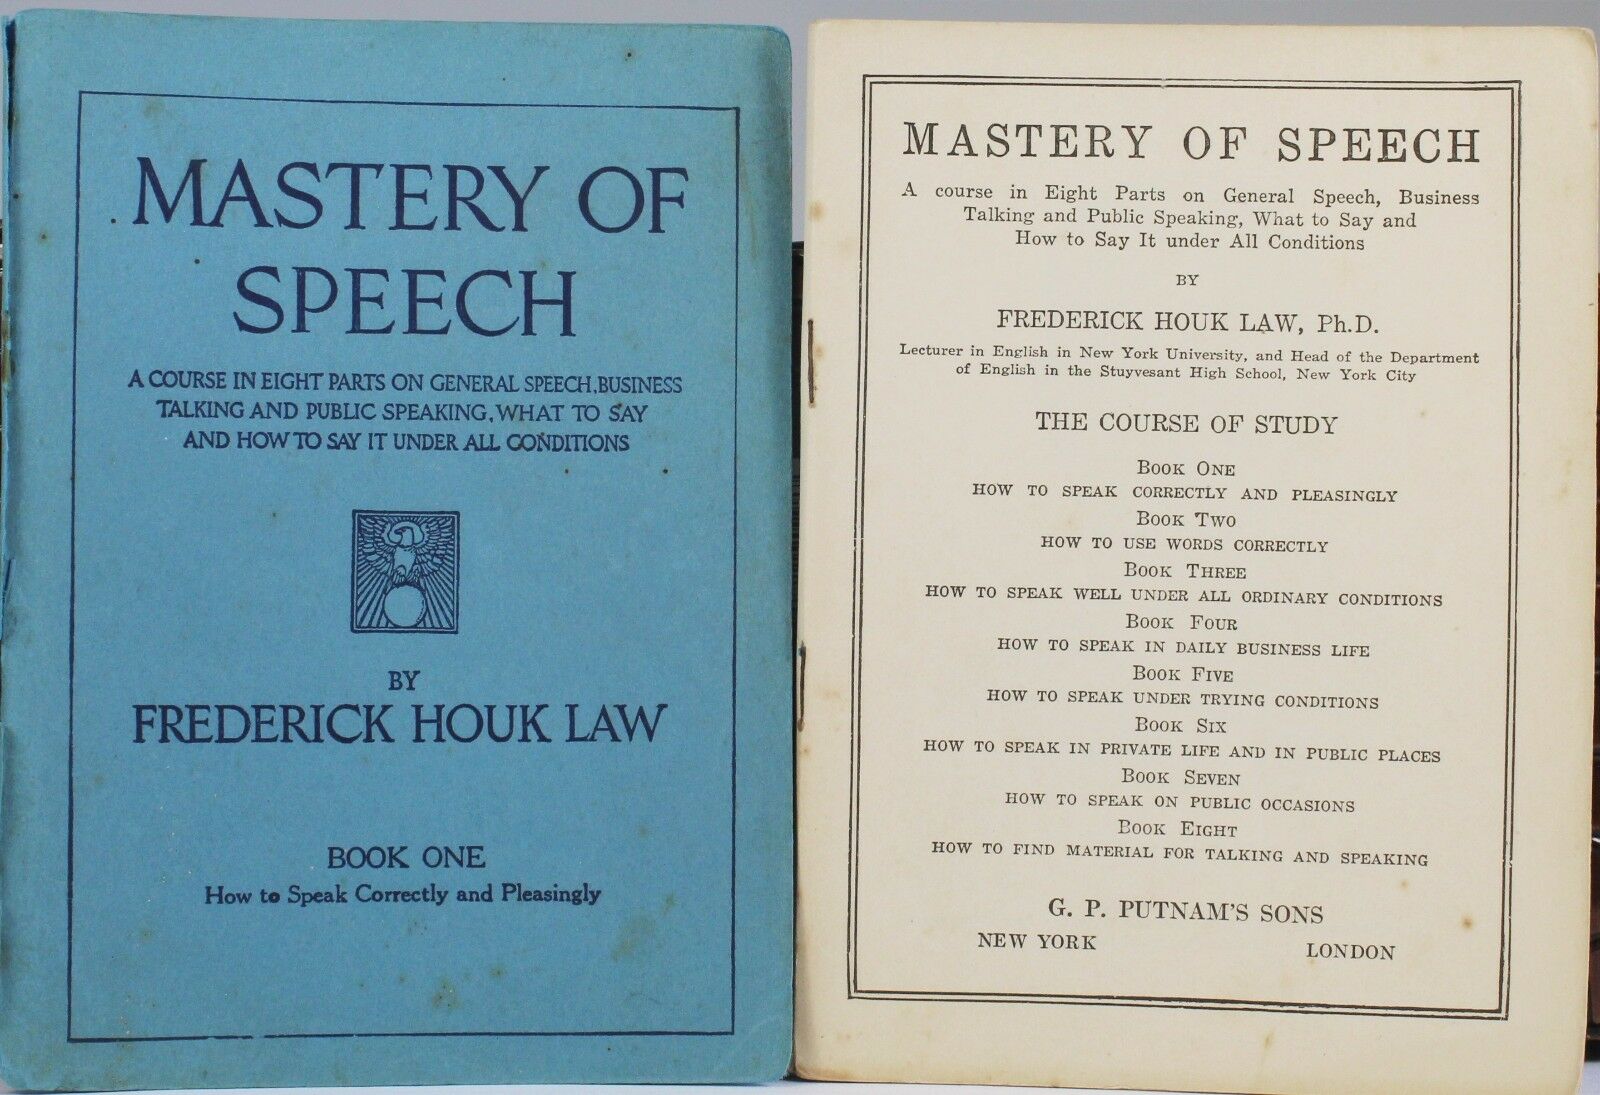 MASTERY OF
SPEECH
A COURSE IN EIGHT PARTS ON GENERAL SPEECH, BUSINESS
TALKING AND PUBLIC SPEAKING, WHAT TO SAY
AND HOW TO SAY IT UNDER ALL CONDITIONS
BY
FREDERICK HOUK LAW
BOOK ONE
How to Speak Correctly and Pleasingly
MASTERY OF SPEECH
A course in Eight Parts on General Speech, Business
Talking and Public Speaking, What to Say and
How to Say It under All Conditions
BY
FREDERICK HOUK LAW, Ph.D.
Lecturer in English in New York University, and Head of the Department
of English in the Stuyvesant High School, New York City
THE COURSE OF STUDY
BOOK ONE
HOW TO SPEAK CORRECTLY AND PLEASINGLY
BOOK TWO
HOW TO USE WORDS CORRECTLY
BOOK THREE
HOW TO SPEAK WELL UNDER ALL ORDINARY CONDITIONS
BOOK FOUR
HOW TO SPEAK IN DAILY BUSINESS LIFE
BOOK FIVE
HOW TO SPEAK UNDER TRYING CONDITIONS
BOOK SIX
HOW TO SPEAK IN PRIVATE LIFE AND IN PUBLIC PLACES
BOOK SEVEN
HOW TO SPEAK ON PUBLIC OCCASIONS
BOOK EIGHT
HOW TO FIND MATERIAL FOR TALKING AND SPEAKING
G. P. PUTNAM'S SONS
NEW YORK LONDON